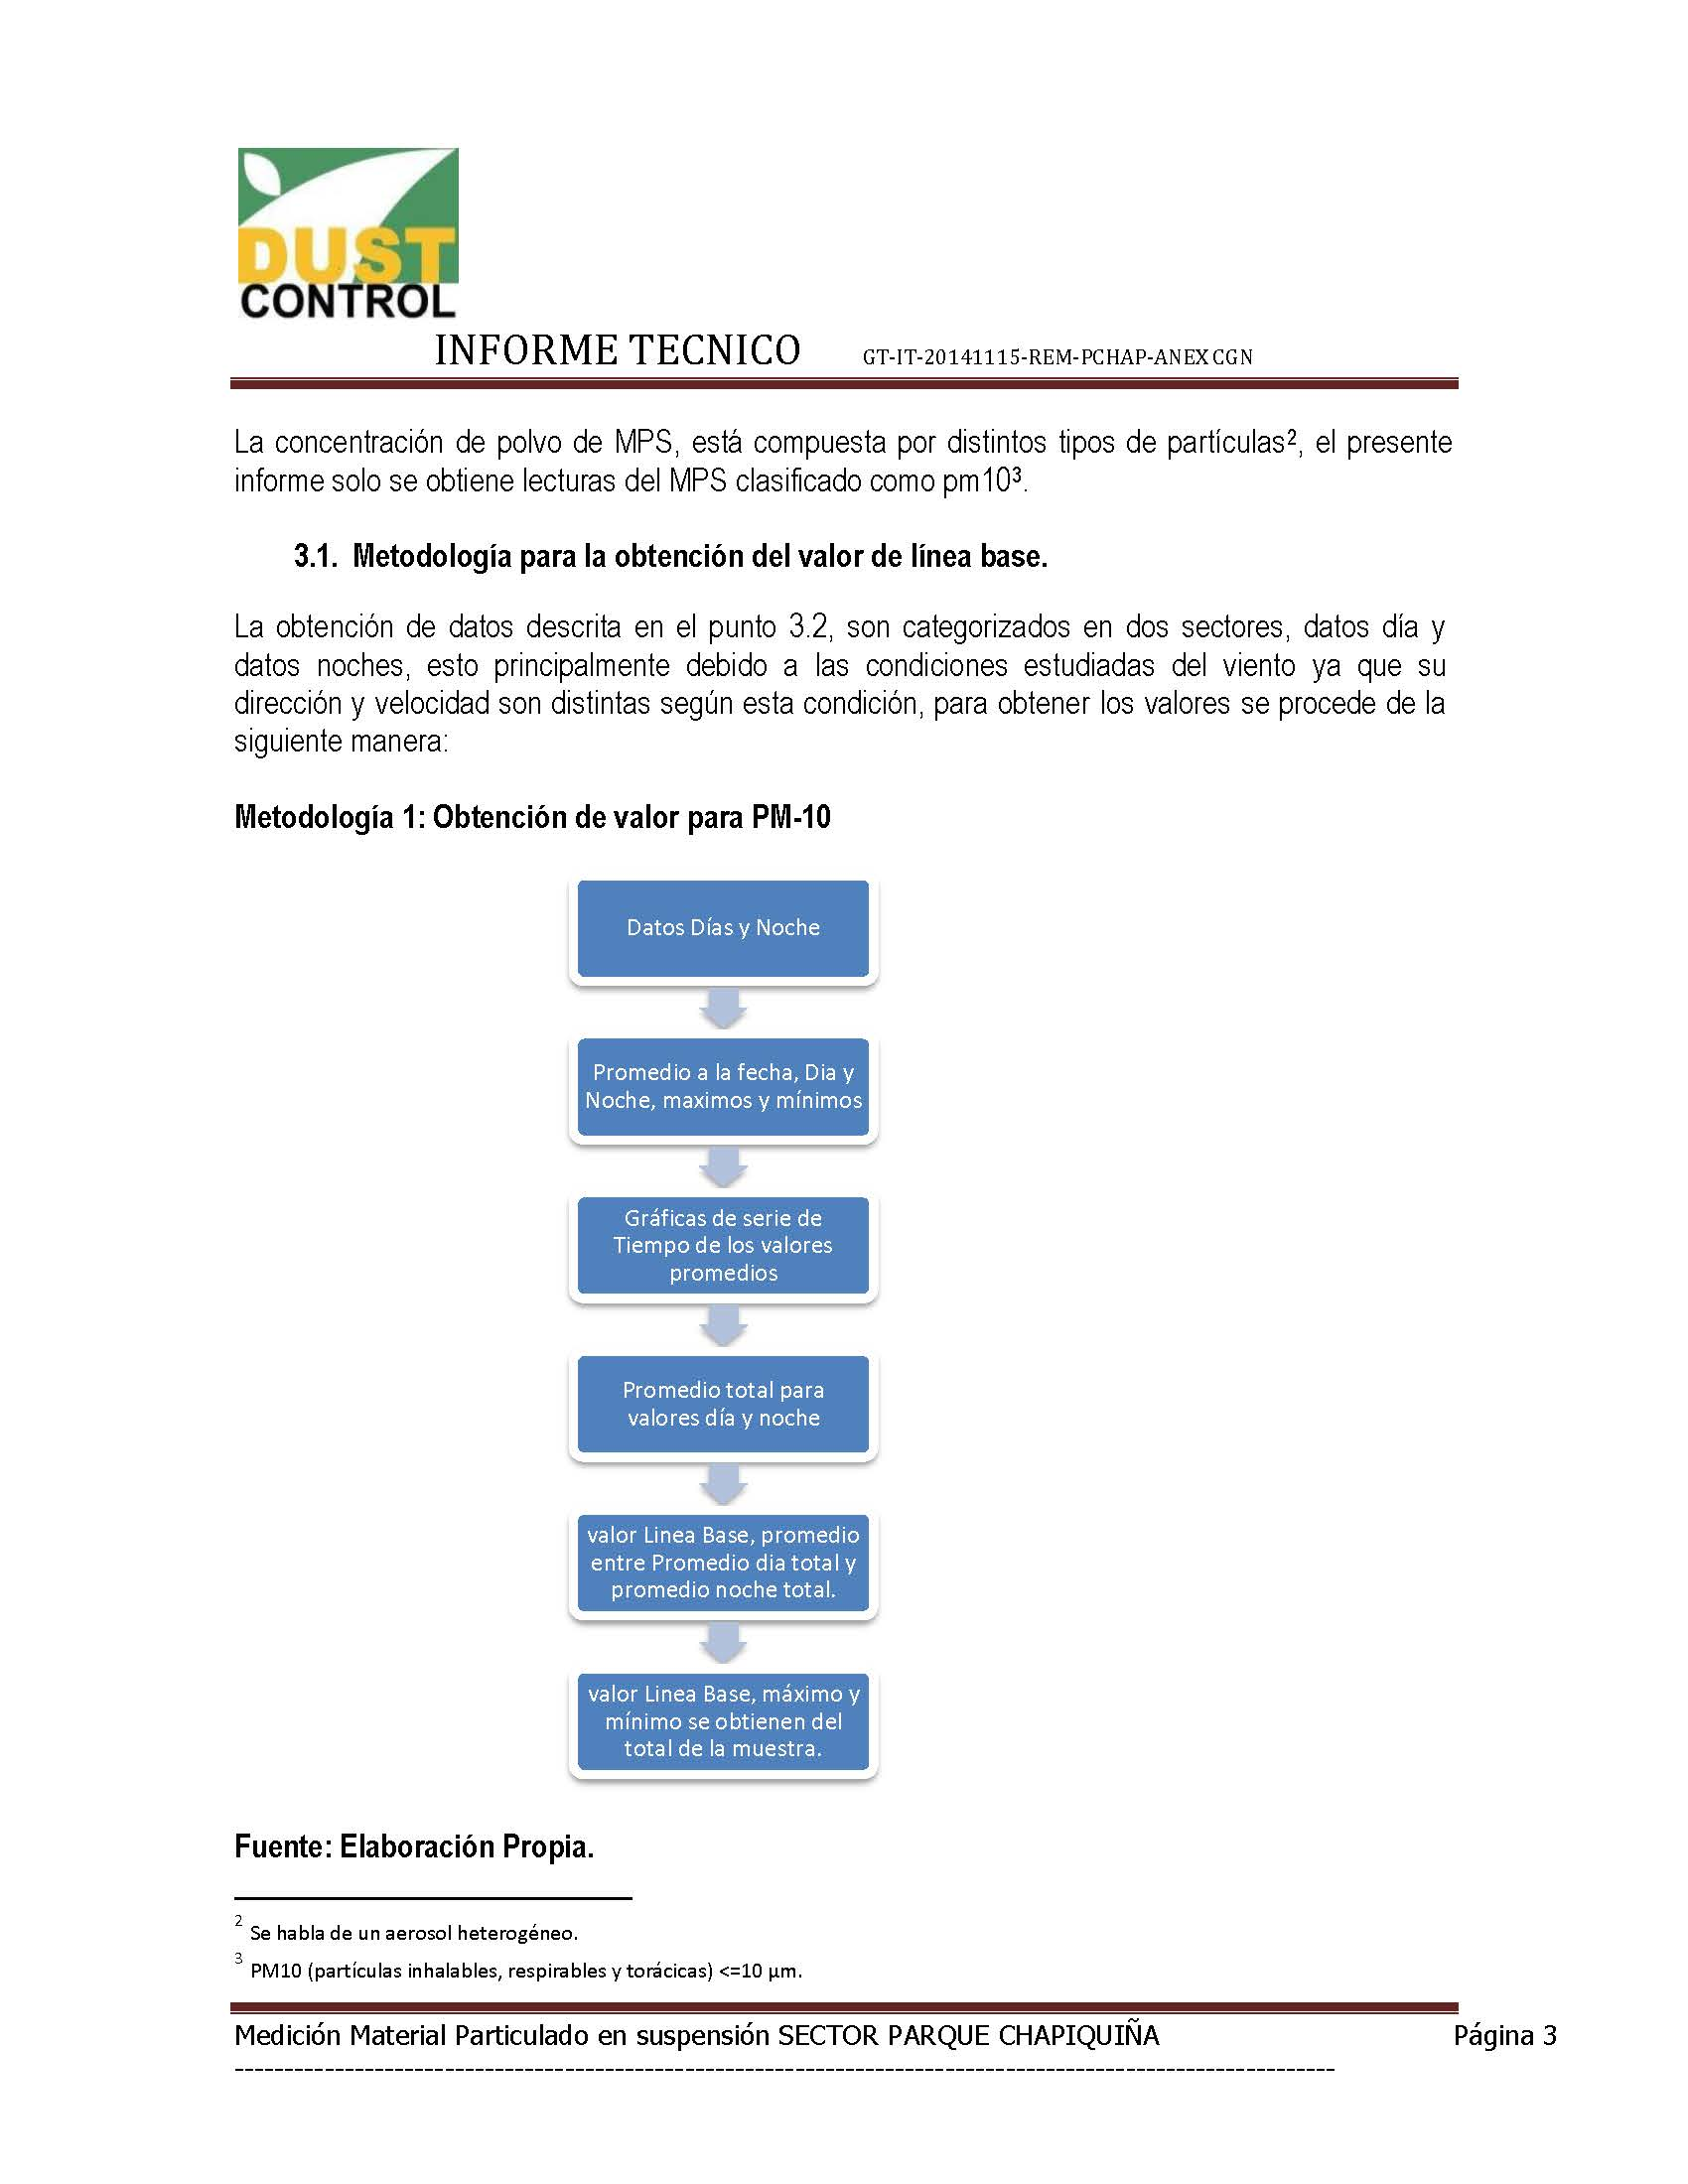 DUST
CONTROL
INFORME TECNICO GT-IT-20141115-REM-PCHAP-ANEX CGN
La concentración de polvo de MPS, está compuesta por distintos tipos de partículas², el presente
informe solo se obtiene lecturas del MPS clasificado como pm10³.
3.1. Metodología para la obtención del valor de línea base.
La obtención de datos descrita en el punto 3.2, son categorizados en dos sectores, datos día y
datos noches, esto principalmente debido a las condiciones estudiadas del viento ya que su
dirección y velocidad son distintas según esta condición, para obtener los valores se procede de la
siguiente manera:
Metodología 1: Obtención de valor para PM-10
Datos Días y Noche
Promedio a la fecha, Dia y
Noche, maximos y mínimos
Gráficas de serie de
Tiempo de los valores
promedios
Promedio total para
valores día y noche
valor Linea Base, promedio
entre Promedio dia total y
promedio noche total.
valor Linea Base, máximo y
mínimo se obtienen del
total de la muestra.
Fuente: Elaboración Propia.
² Se habla de un aerosol heterogéneo.
³ PM10 (partículas inhalables, respirables y torácicas) <=10 µm.
Medición Material Particulado en suspensión SECTOR PARQUE CHAPIQUIÑA Página 3
--------------------------------------------------------------------------------------------------------------